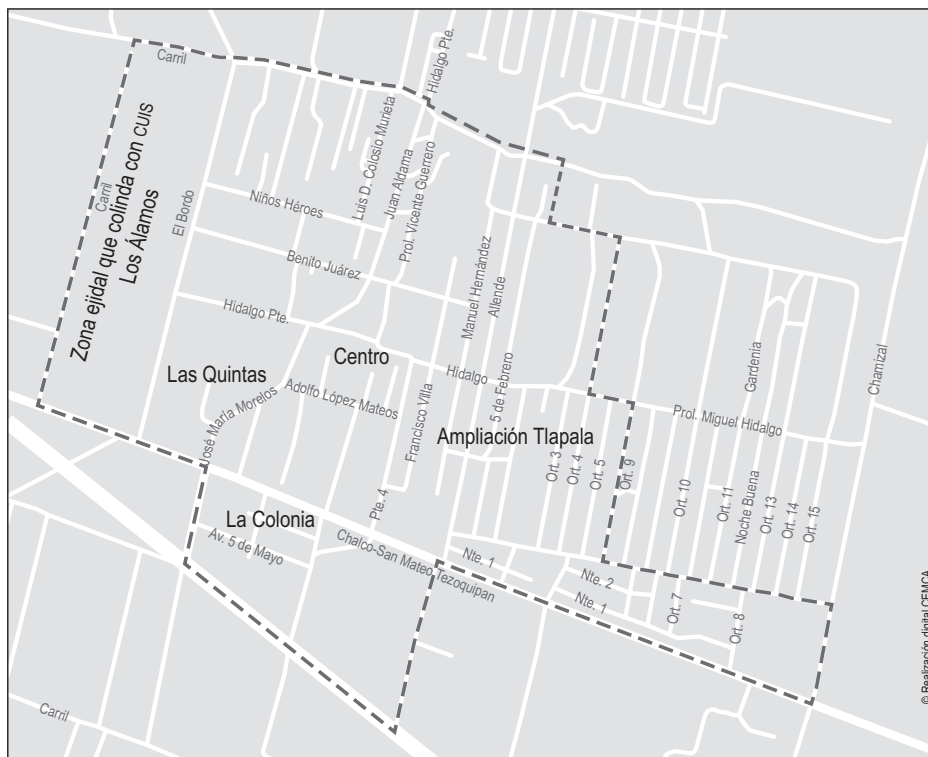 Carril
Hidalgo Pte.
Zona ejidal que colinda con CUIS
Los Álamos
Carril
El Bordo
Niños Héroes
Luis D. Colosio Murieta
Juan Aldama
Prol. Vicente Guerrero
Benito Juárez
Manuel Hernández
Allende
Hidalgo Pte.
Centro
Hidalgo
Las Quintas
Adolfo López Mateos
José María Morelos
Francisco VIlla
5 de Febrero
Ampliación Tlapala
Gardenia
Chamizal
Prol. Miguel Hidalgo
Ort. 3
Ort. 4
Ort. 5
Ort. 9
Ort. 10
Ort. 11
Noche Buena
Ort. 13
Ort. 14
Ort. 15
Pte. 4
La Colonia
Av. 5 de Mayo
Chalco-San Mateo Tezoquipan
Nte. 1
Nte. 2
Nte. 1
Ort. 7
Ort. 8
Carril
© Realización digital CEMCA